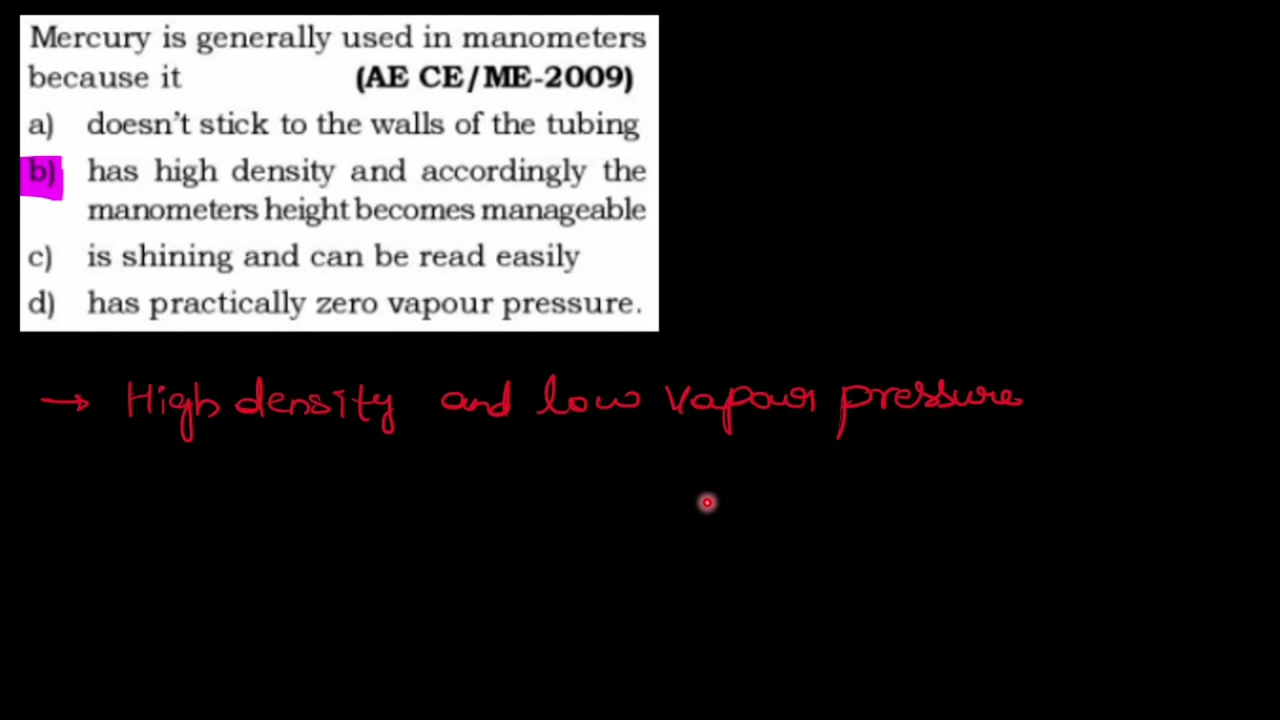 Mercury is generally used in manometers
because it (AE CE/ME-2009)
a) doesn't stick to the walls of the tubing
b) has high density and accordingly the
manometers height becomes manageable
c) is shining and can be read easily
d) has practically zero vapour pressure.
→ High density and low vapour pressure